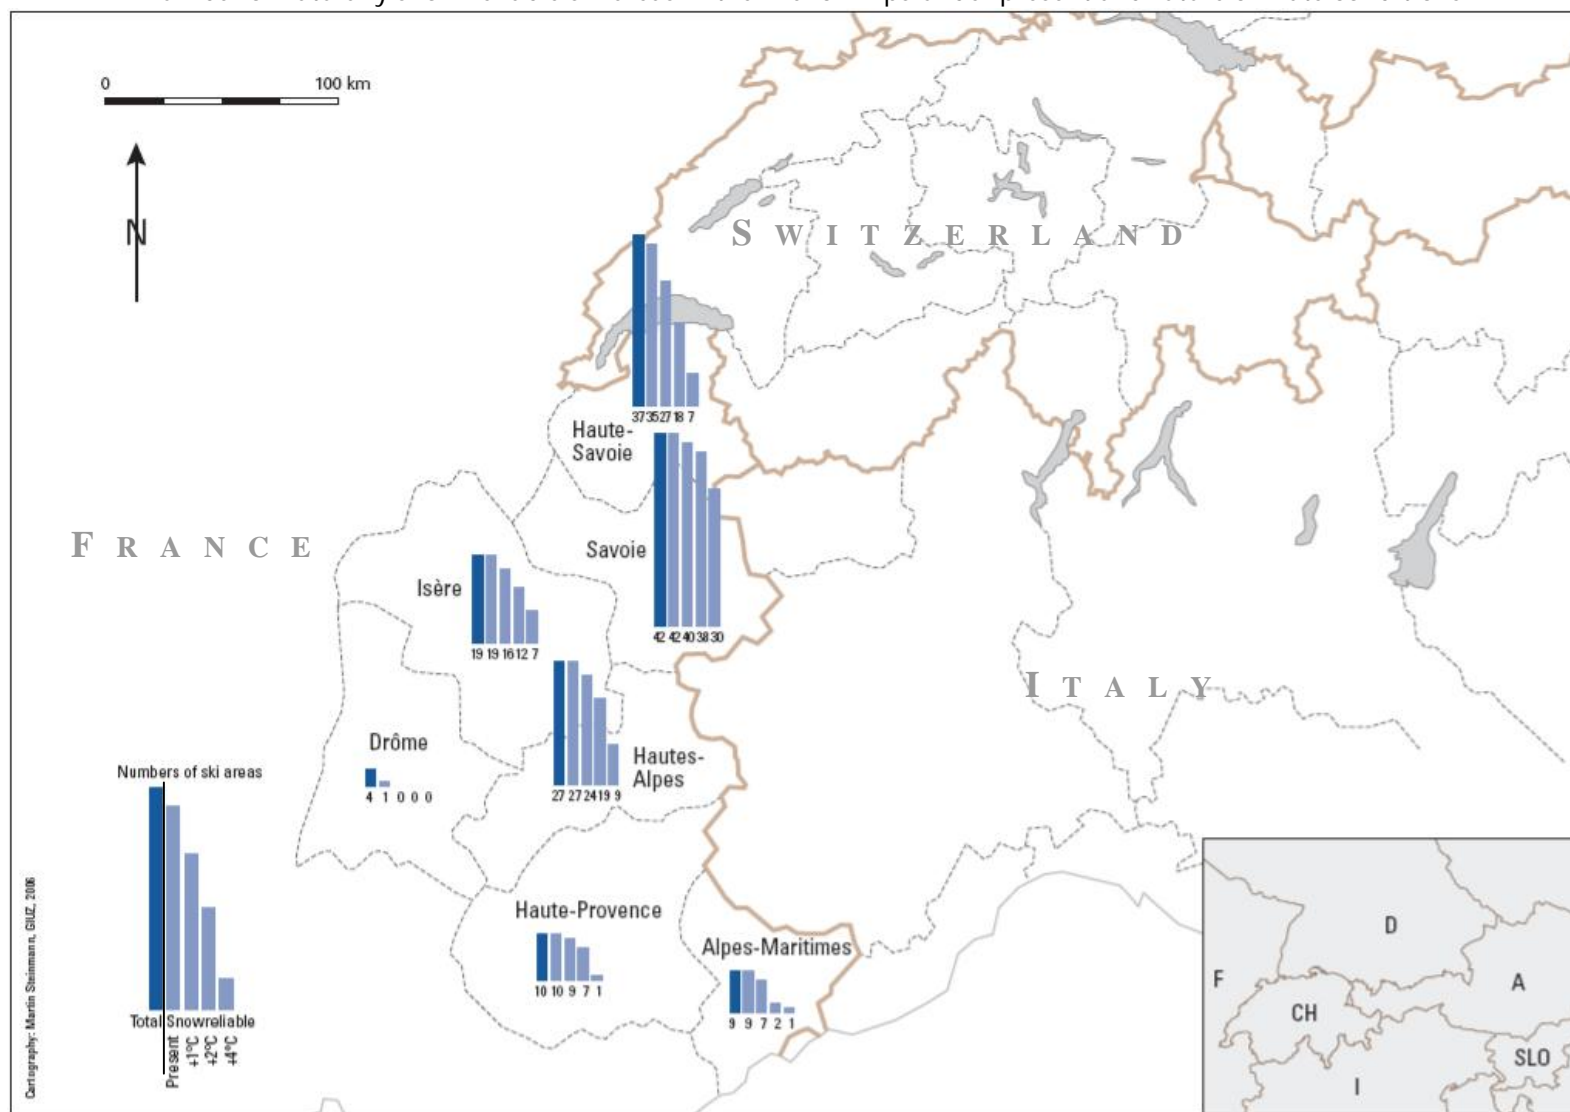 0 100 km
N
SWITZERLAND
37 35 27 18 7
Haute-
Savoie
FRANCE
Savoie
Isère
19 19 16 12 7
42 42 40 38 30
ITALY
Drôme
4 1 0 0 0
Hautes-
Alpes
27 27 24 19 9
Numbers of ski areas
Total Snowreliable
Present
+1°C
+2°C
+4°C
Haute-Provence
10 10 9 7 1
Alpes-Maritimes
9 9 7 2 1
Cartography: Martin Steinmann, GIUZ, 2006
D
F
A
CH
SLO
I